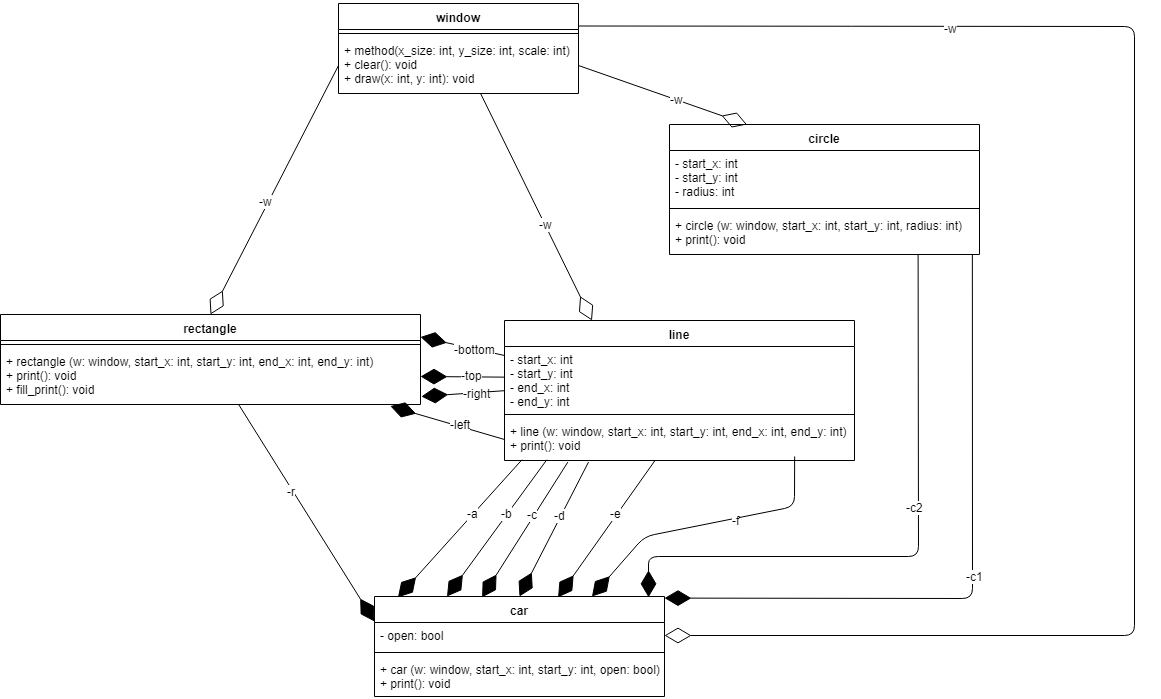 window
+ method(x_size: int, y_size: int, scale: int)
+ clear(): void
+ draw(x: int, y: int): void
-w
-w
circle
- start_x: int
- start_y: int
- radius: int
+ circle (w: window, start_x: int, start_y: int, radius: int)
+ print(): void
-w
-w
rectangle
+ rectangle (w: window, start_x: int, start_y: int, end_x: int, end_y: int)
+ print(): void
+ fill_print(): void
-bottom
-top
-right
-left
line
- start_x: int
- start_y: int
- end_x: int
- end_y: int
+ line (w: window, start_x: int, start_y: int, end_x: int, end_y: int)
+ print(): void
-r
-a
-b
-c
-d
-e
-f
-c2
-c1
car
- open: bool
+ car (w: window, start_x: int, start_y: int, open: bool)
+ print(): void